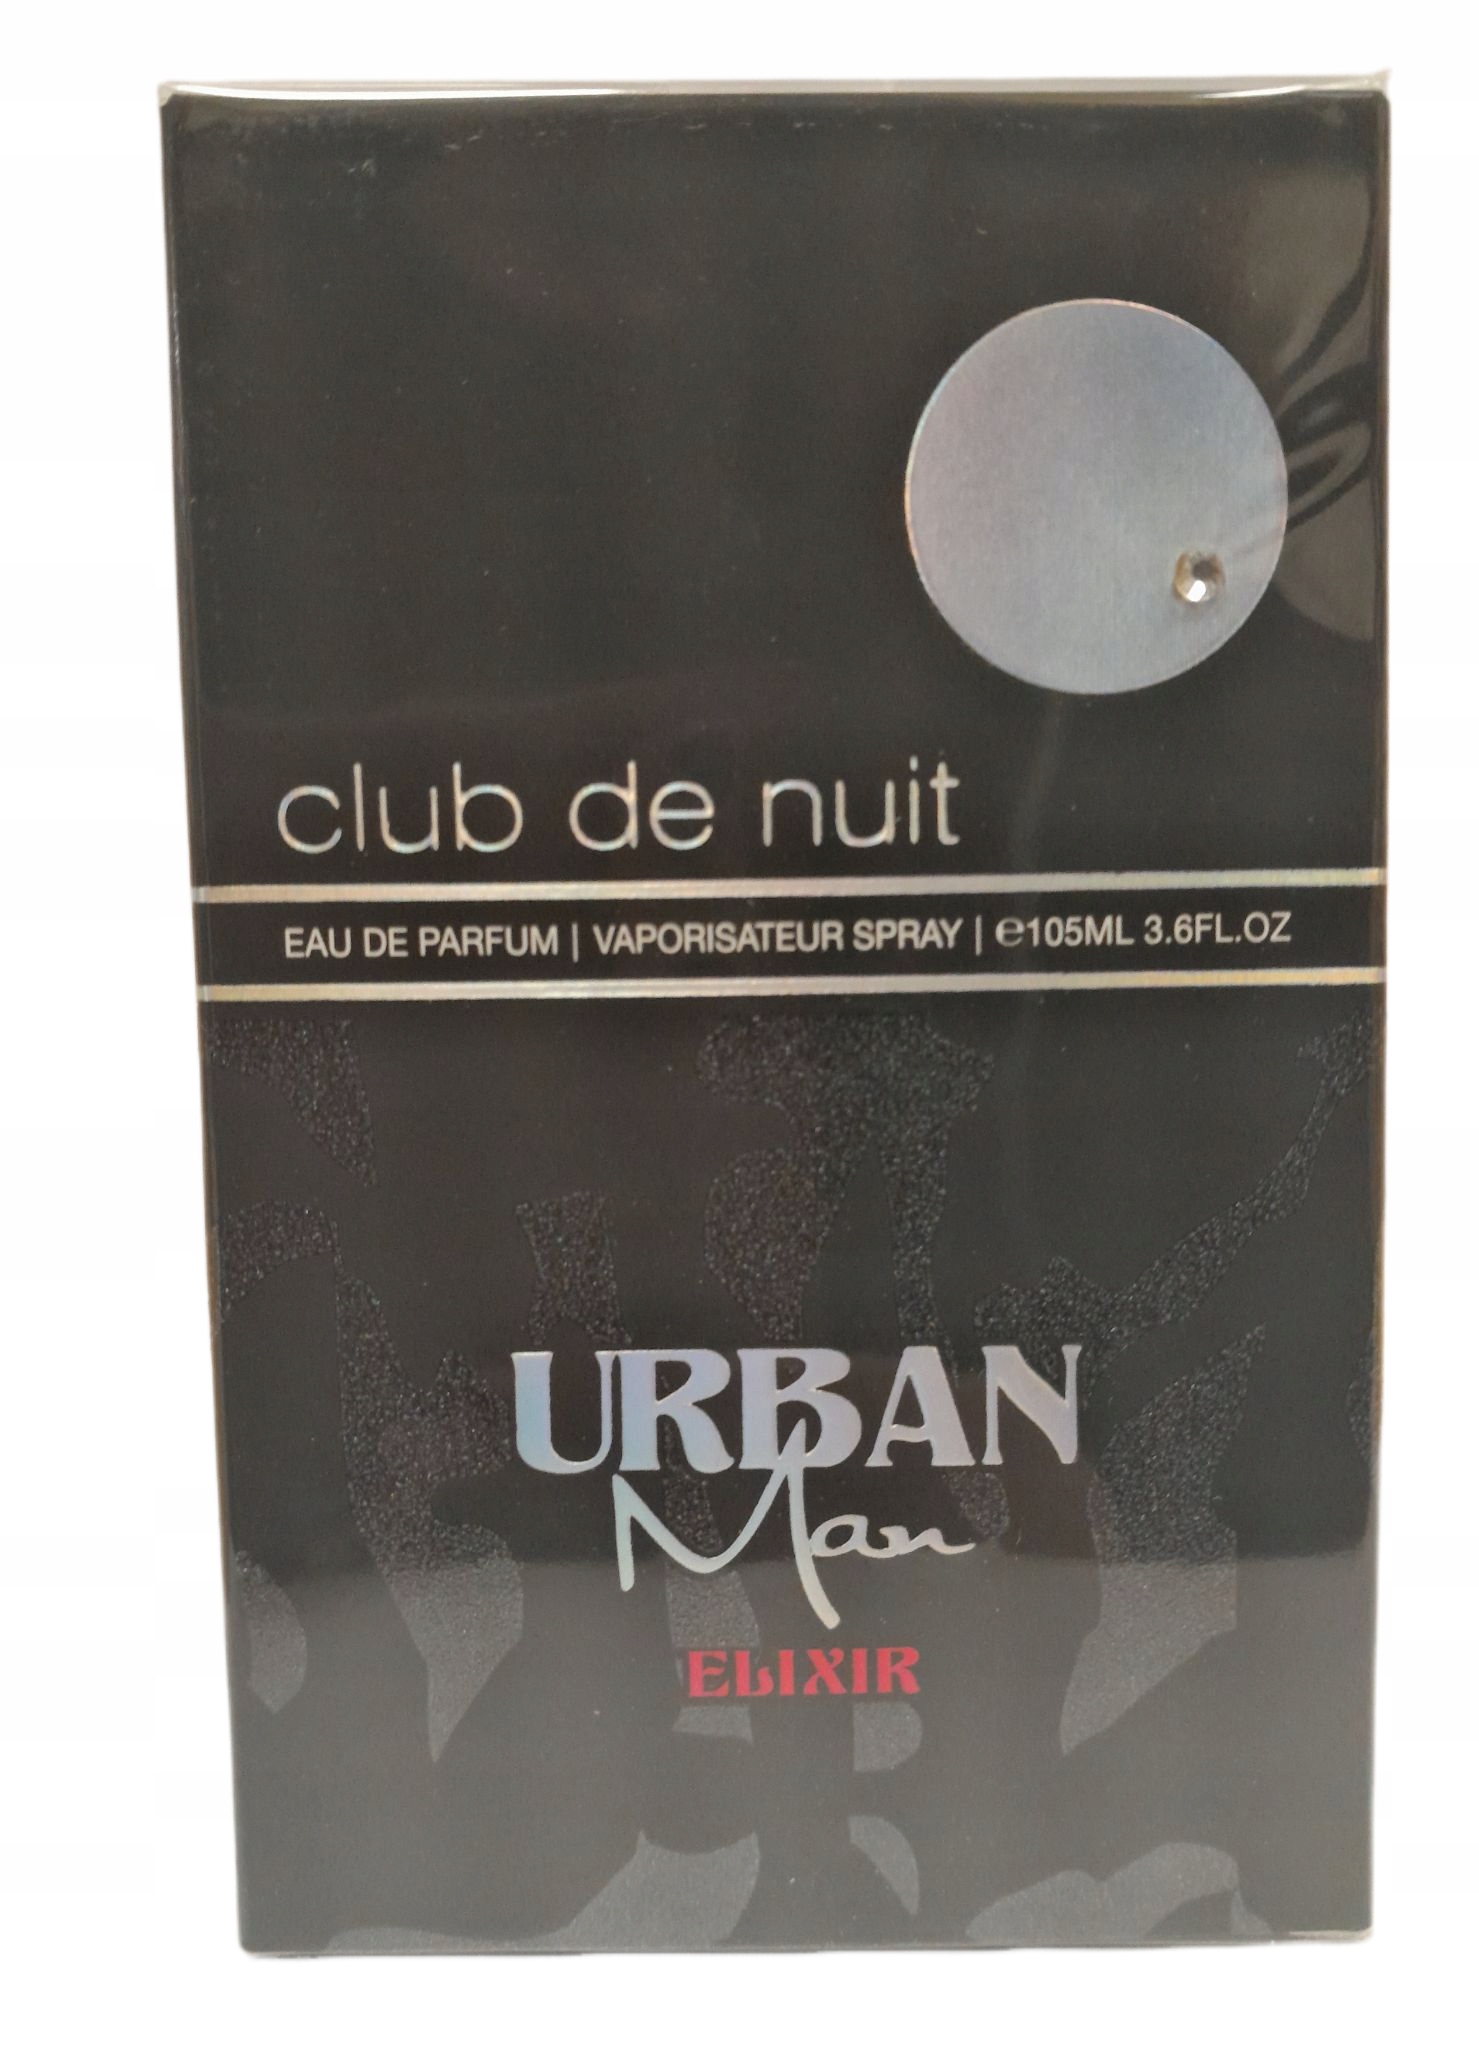 club de nuit
EAU DE PARFUM | VAPORISATEUR SPRAY | ℮105ML 3.6FL.OZ
URBAN
Man
ELIXIR